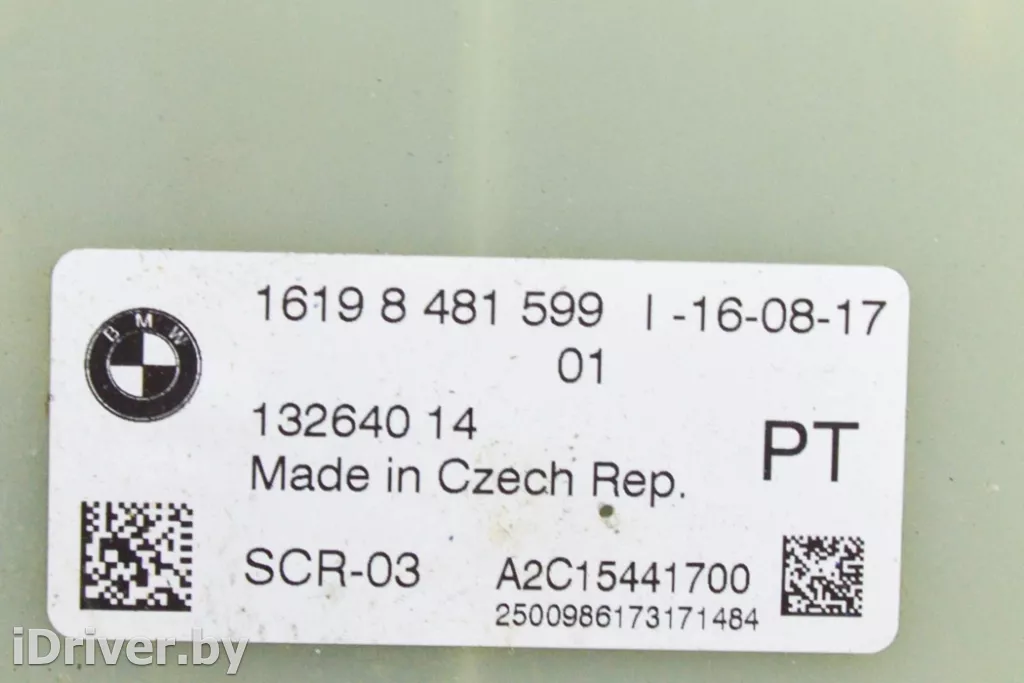 BMW
1619 8 481 599 I -16-08-17
01
132640 14
PT
Made in Czech Rep.
SCR-03
A2C15441700
2500986173171484
iDriver.by